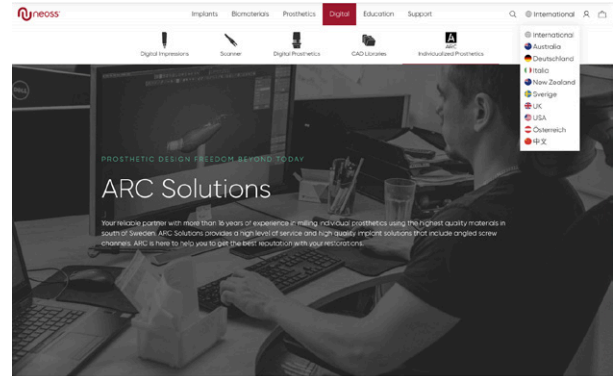 neoss
Implants Biomaterials Prosthetics Digital Education Support International
Digital Impressions Scanner Digital Prosthetics CAD Libraries Individualized Prosthetics
A
ARC
International
Australia
Deutschland
Italia
New Zealand
Sverige
UK
USA
Österreich
中文
DELL
PROSTHETIC DESIGN FREEDOM BEYOND TODAY
ARC Solutions
Your reliable partner with more than 16 years of experience in milling individual prosthetics using the highest quality materials in
south of Sweden. ARC Solutions provides a high level of service and high quality implant solutions that include angled screw
channels. ARC is here to help you to get the best reputation with your restorations.